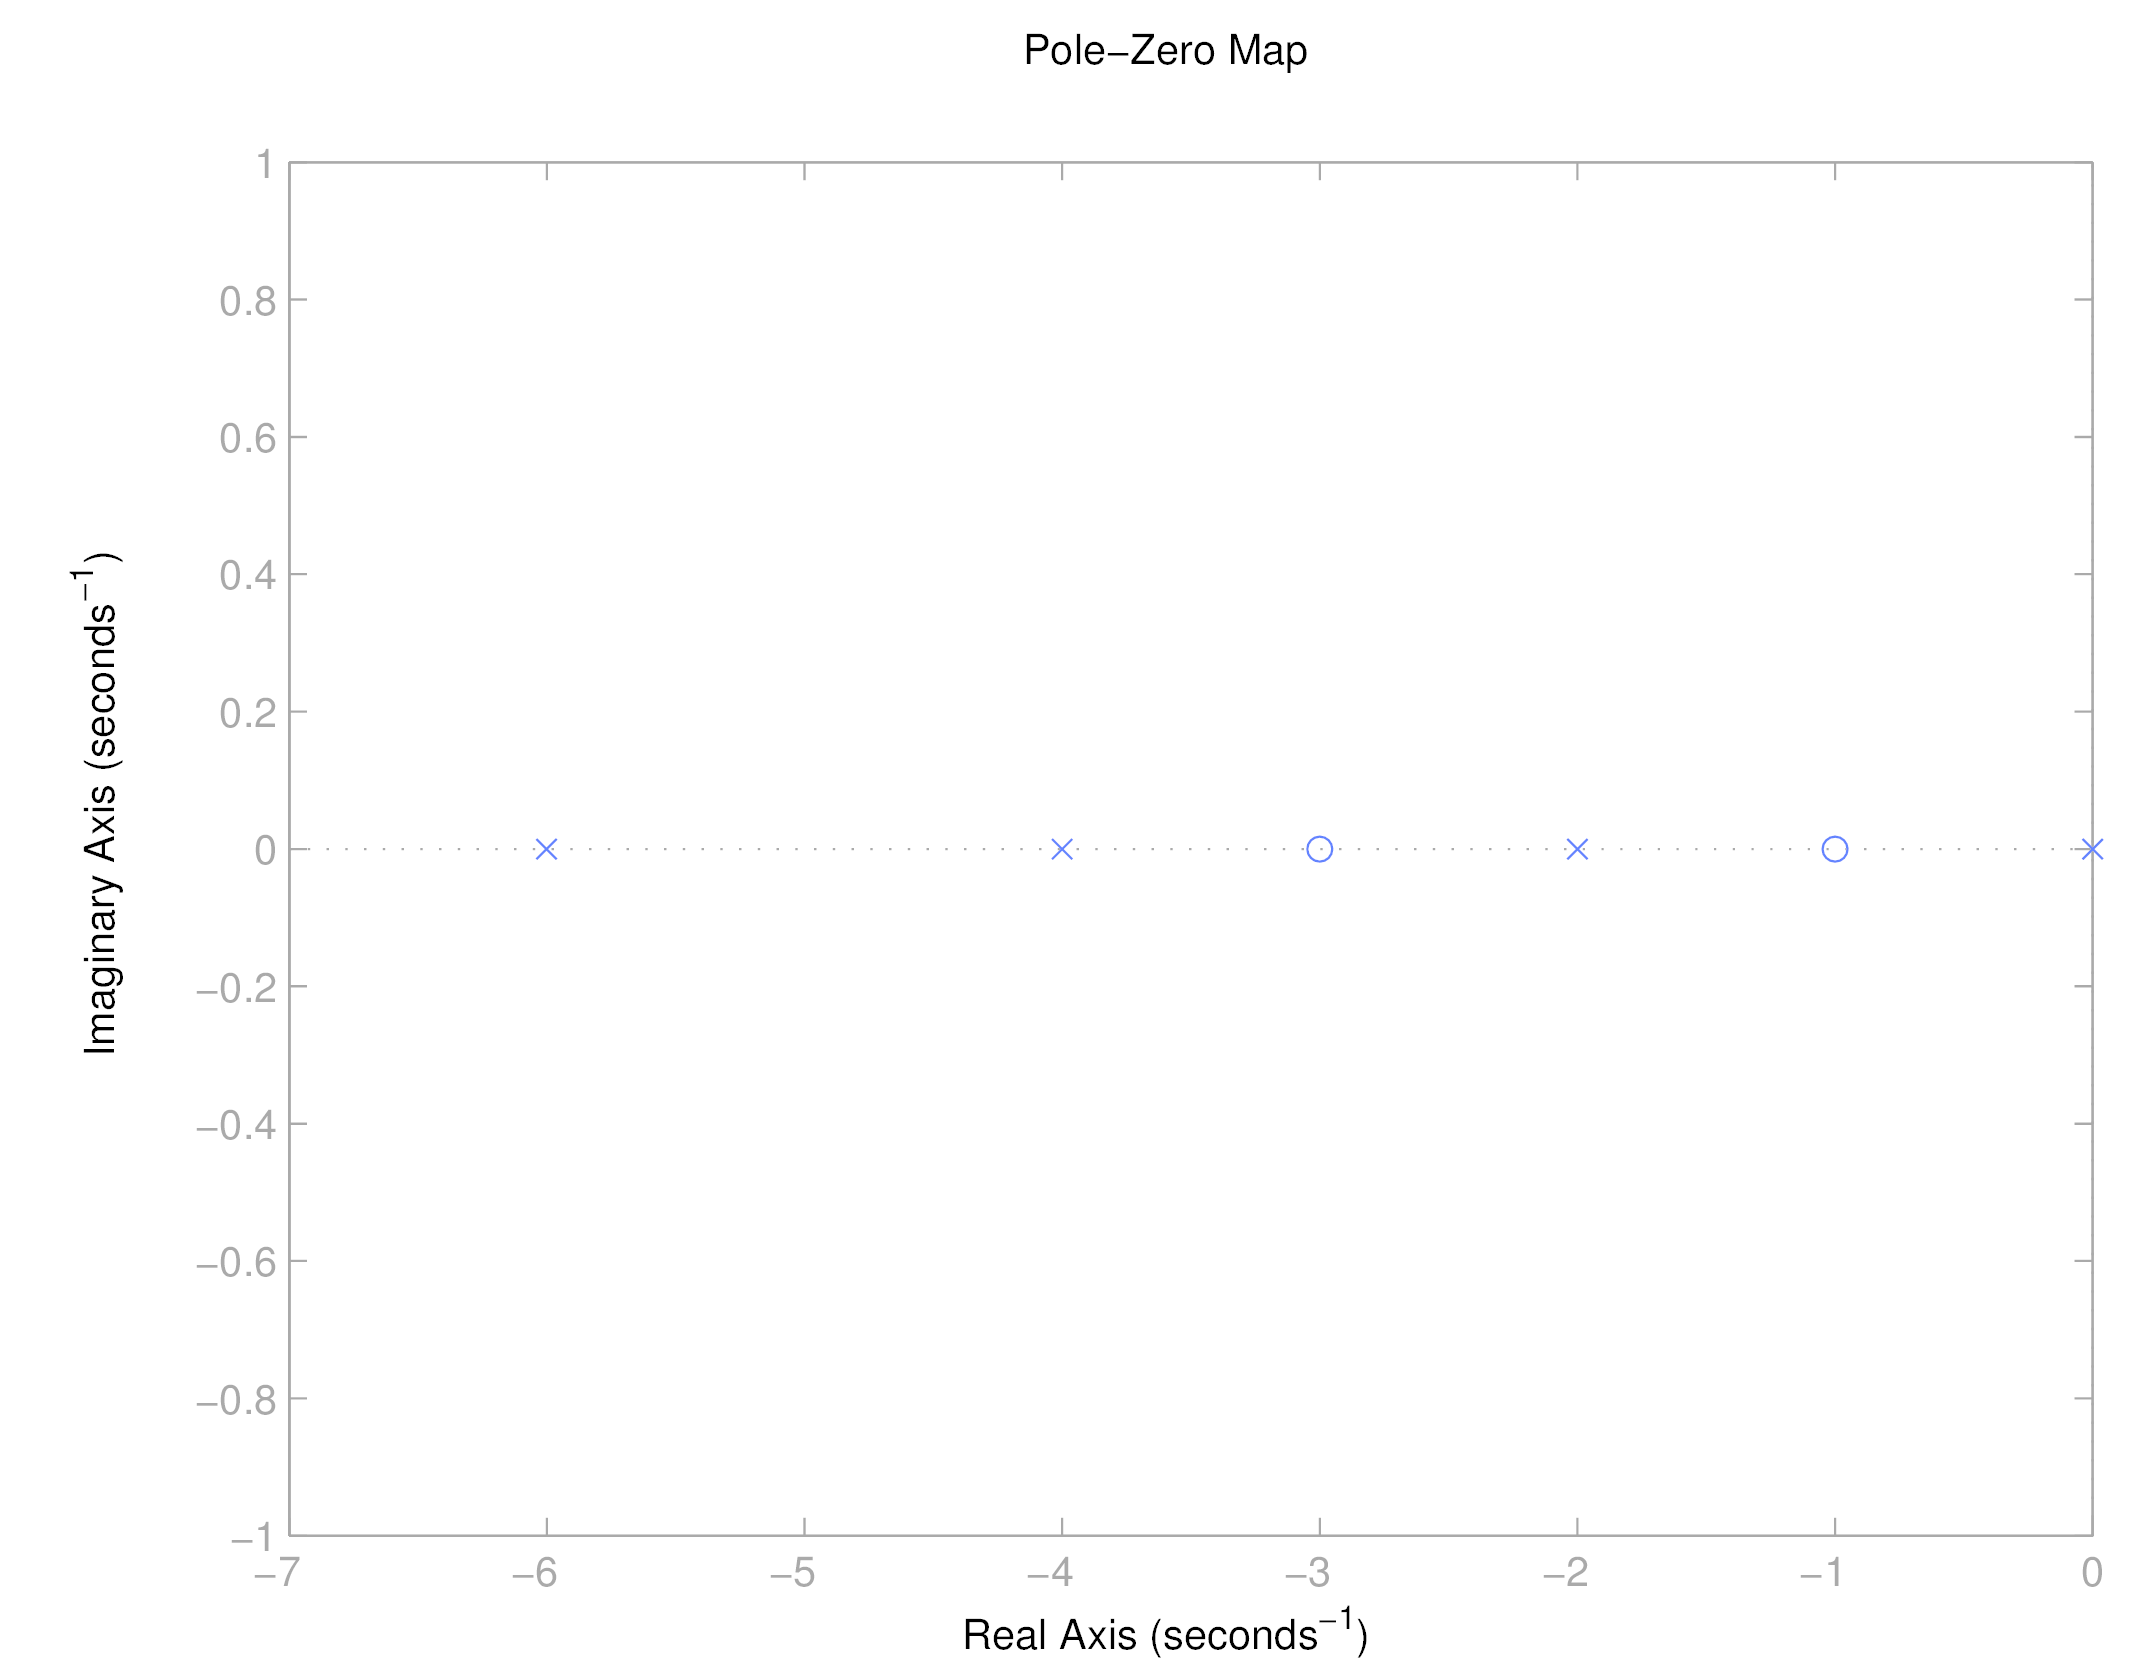 Pole−Zero Map
1
0.8
0.6
0.4
0.2
0
−0.2
−0.4
−0.6
−0.8
−1
Imaginary Axis (seconds⁻¹)
−7 −6 −5 −4 −3 −2 −1 0
Real Axis (seconds⁻¹)